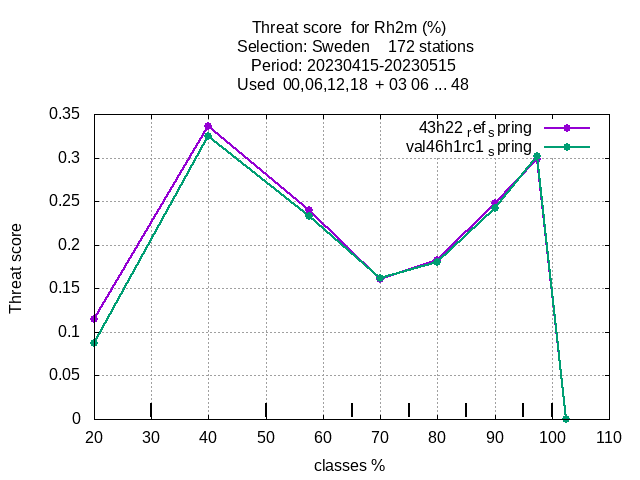 Threat score for Rh2m (%)
Selection: Sweden 172 stations
Period: 20230415-20230515
Used 00,06,12,18 + 03 06 ... 48
0.35
43h22 refspring
val46h1rc1 spring
0.3
0.25
0.2
0.15
0.1
0.05
0
Threat score
20 30 40 50 60 70 80 90 100 110
classes %